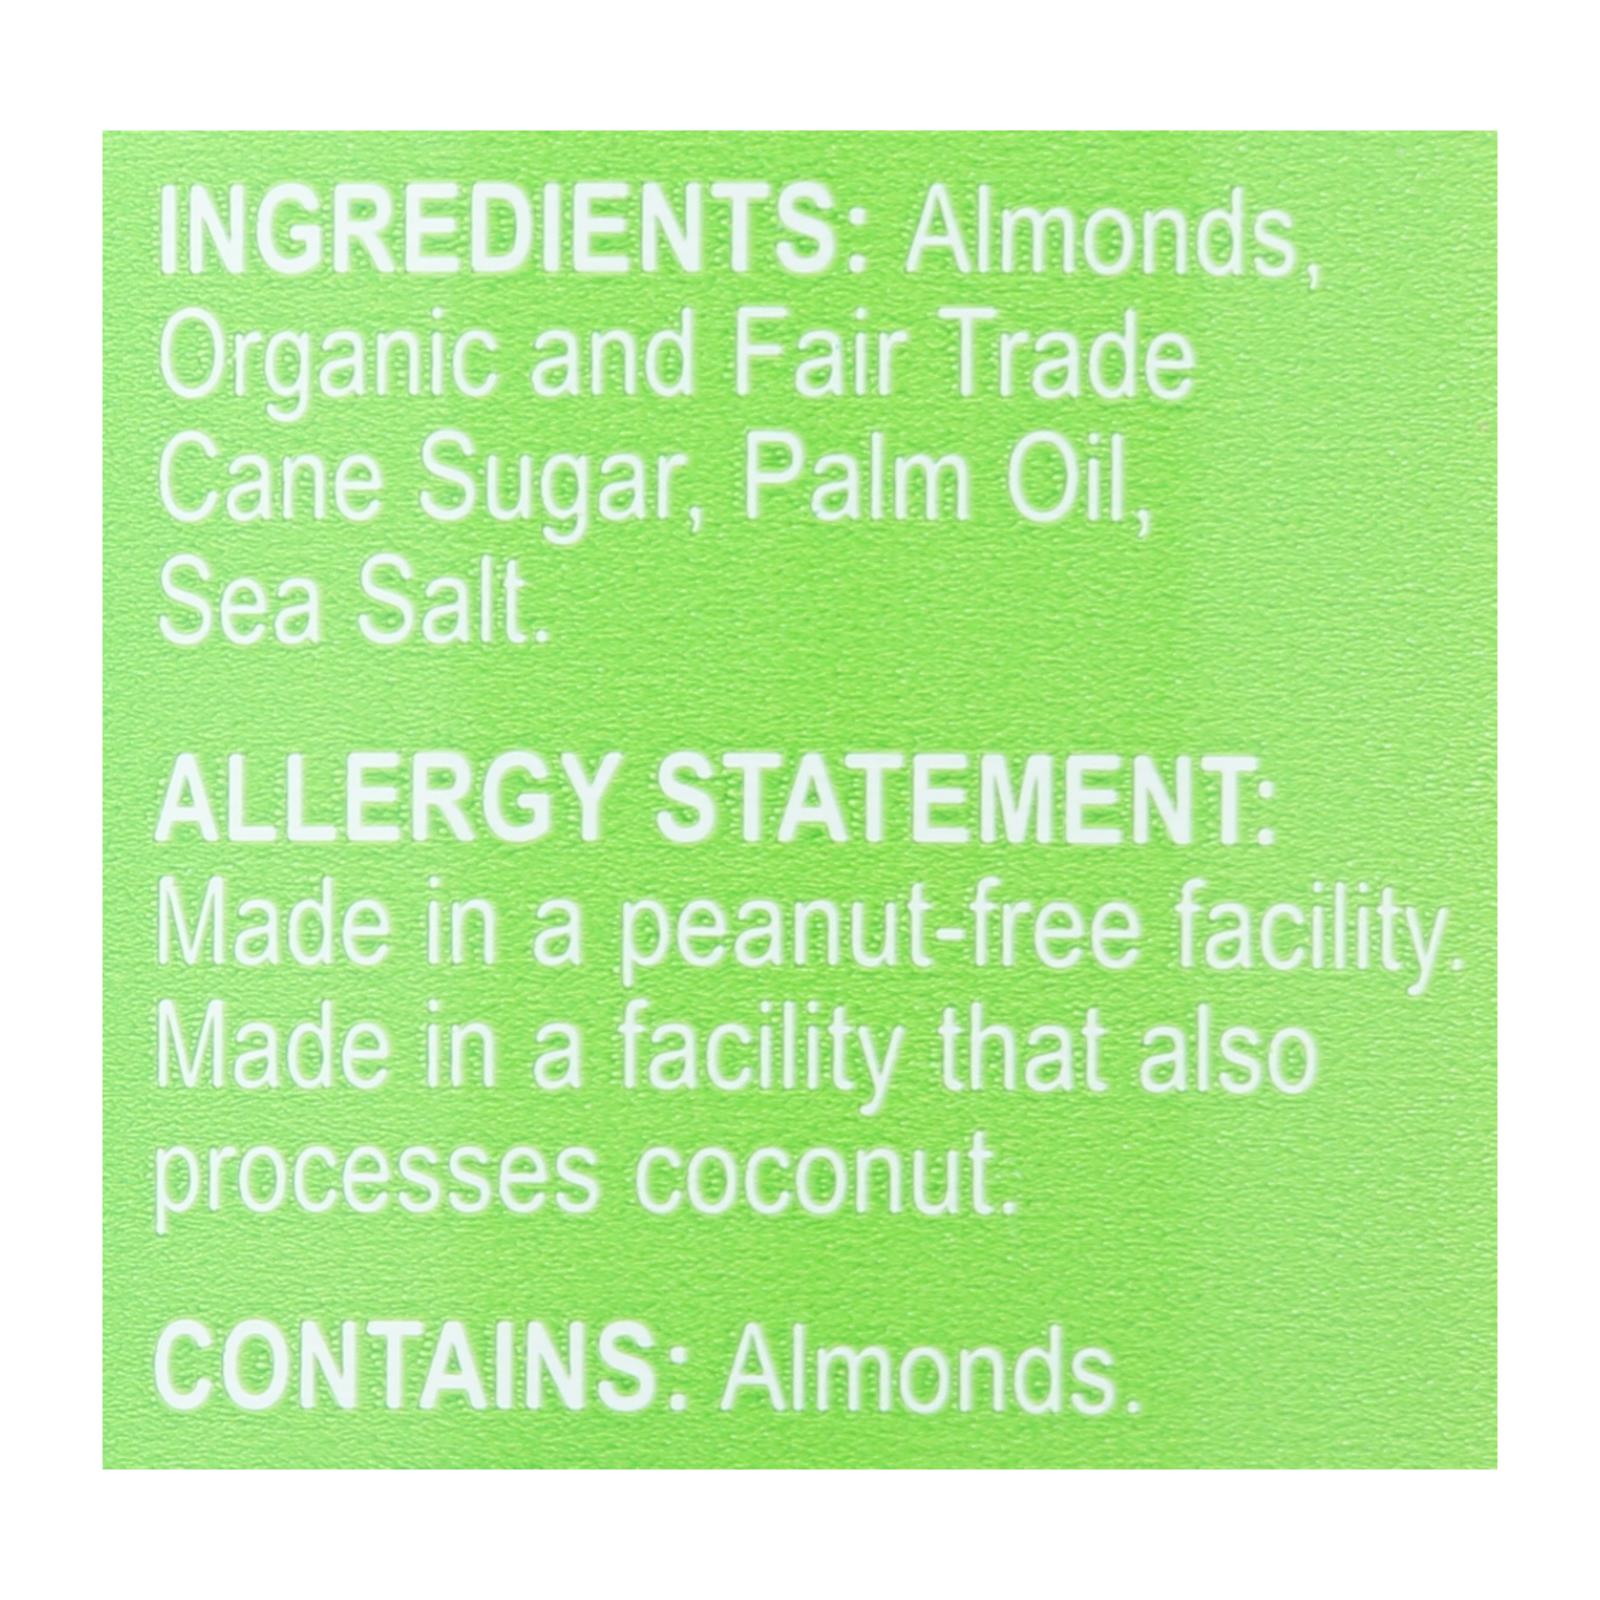 INGREDIENTS: Almonds,
Organic and Fair Trade
Cane Sugar, Palm Oil,
Sea Salt.
ALLERGY STATEMENT:
Made in a peanut-free facility.
Made in a facility that also
processes coconut.
CONTAINS: Almonds.